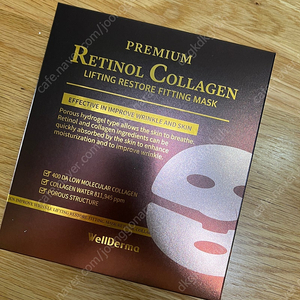 PREMIUM
RETINOL COLLAGEN
LIFTING RESTORE FITTING MASK
EFFECTIVE IN IMPROVE WRINKLE AND SKIN
Porous hydrogel type allows the skin to breathe.
Retinol and collagen ingredients can be
quickly absorbed by the skin to enhance
moisturization and to improve wrinkle.
400 DA LOW MOLECULAR COLLAGEN
COLLAGEN WATER 811,545 ppm
POROUS STRUCTURE
WellDerma